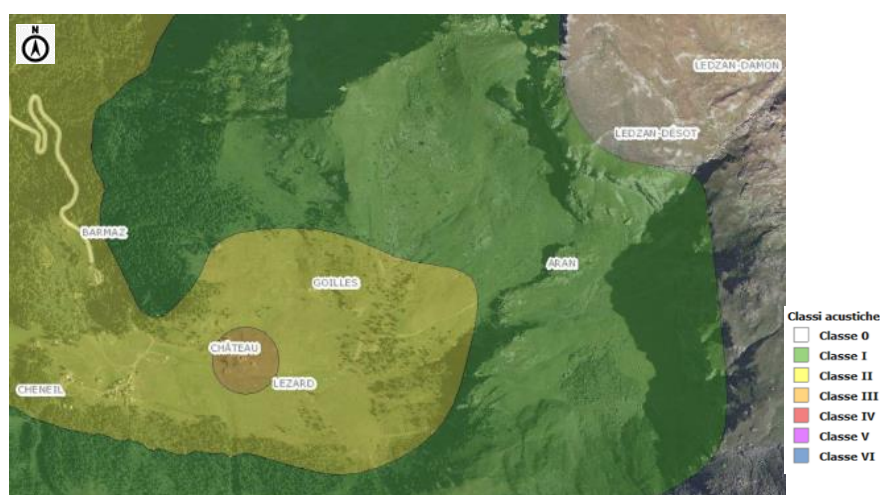 N
LEDZAN-DAMON
LEDZAN-DÉSOT
BARMAZ
ARAN
GOILLES
CHÂTEAU
LEZARD
CHENEIL
Classi acustiche
Classe 0
Classe I
Classe II
Classe III
Classe IV
Classe V
Classe VI